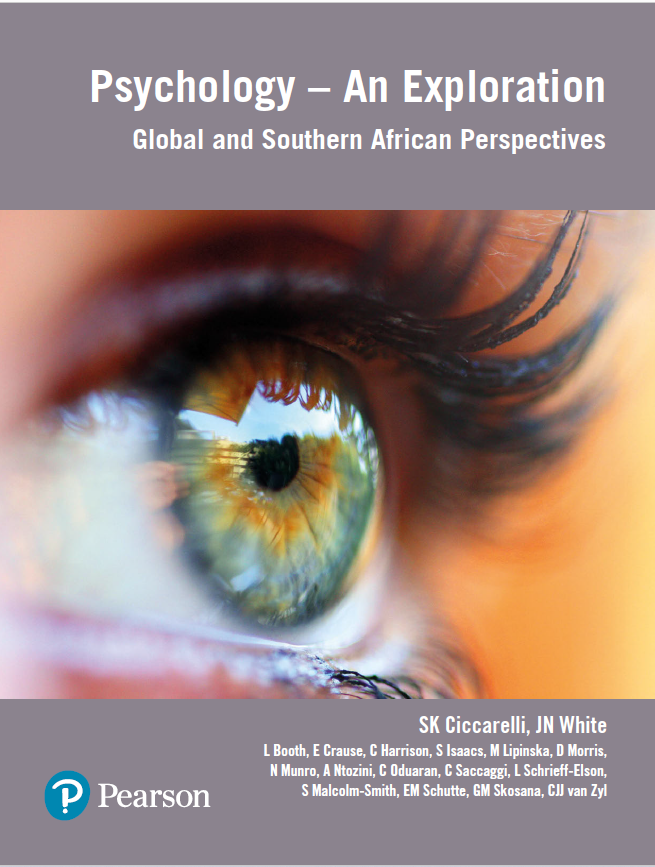 Psychology – An Exploration
Global and Southern African Perspectives
SK Ciccarelli, JN White
L Booth, E Crause, C Harrison, S Isaacs, M Lipinska, D Morris,
N Munro, A Ntozini, C Oduaran, C Saccaggi, L Schrieff-Elson,
S Malcolm-Smith, EM Schutte, GM Skosana, CJJ van Zyl
Pearson